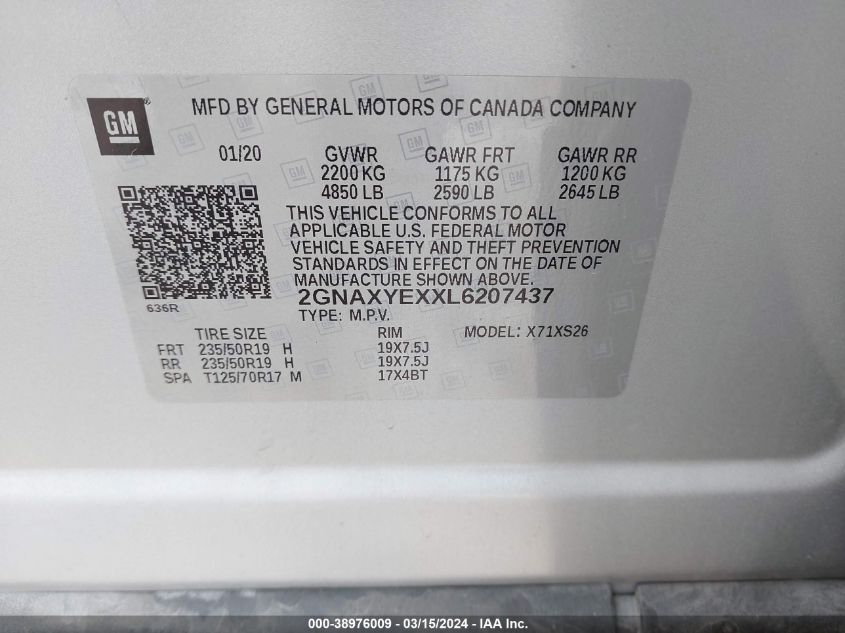 GM ®
MFD BY GENERAL MOTORS OF CANADA COMPANY
01/20 GVWR GAWR FRT GAWR RR
2200 KG 1175 KG 1200 KG
4850 LB 2590 LB 2645 LB
THIS VEHICLE CONFORMS TO ALL
APPLICABLE U.S. FEDERAL MOTOR
VEHICLE SAFETY AND THEFT PREVENTION
STANDARDS IN EFFECT ON THE DATE OF
MANUFACTURE SHOWN ABOVE.
2GNAXYEXXL6207437
636R
TYPE: M.P.V.
TIRE SIZE RIM MODEL: X71XS26
FRT 235/50R19 H 19X7.5J
RR 235/50R19 H 19X7.5J
SPA T125/70R17 M 17X4BT
000-38976009 - 03/15/2024 - IAA Inc.